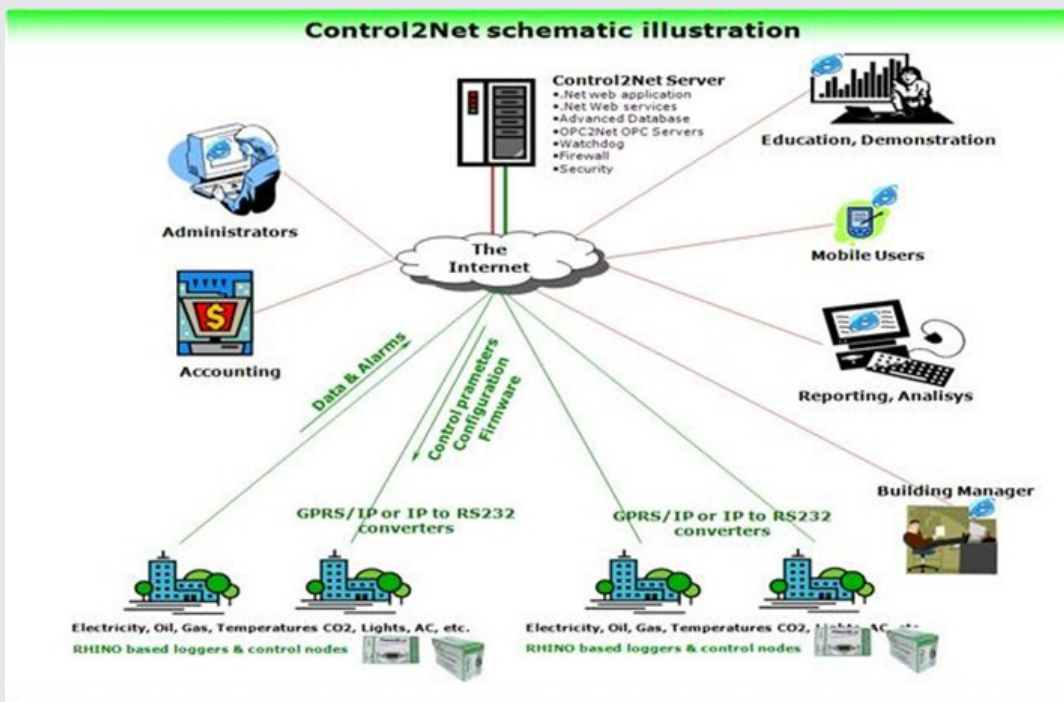 Control2Net schematic illustration
Control2Net Server
•.Net web application
•.Net Web services
•Advanced Database
•OPC2Net OPC Servers
•Watchdog
•Firewall
•Security
Education, Demonstration
Administrators
The
Internet
Mobile Users
$
Accounting
Data & Alarms
Control prameters
Configuration
Firmware
Reporting, Analisys
Building Manager
GPRS/IP or IP to RS232
converters
GPRS/IP or IP to RS232
converters
Electricity, Oil, Gas, Temperatures CO2, Lights, AC, etc.
RHINO based loggers & control nodes
Electricity, Oil, Gas, Temperatures CO2, Lights, AC, etc.
RHINO based loggers & control nodes